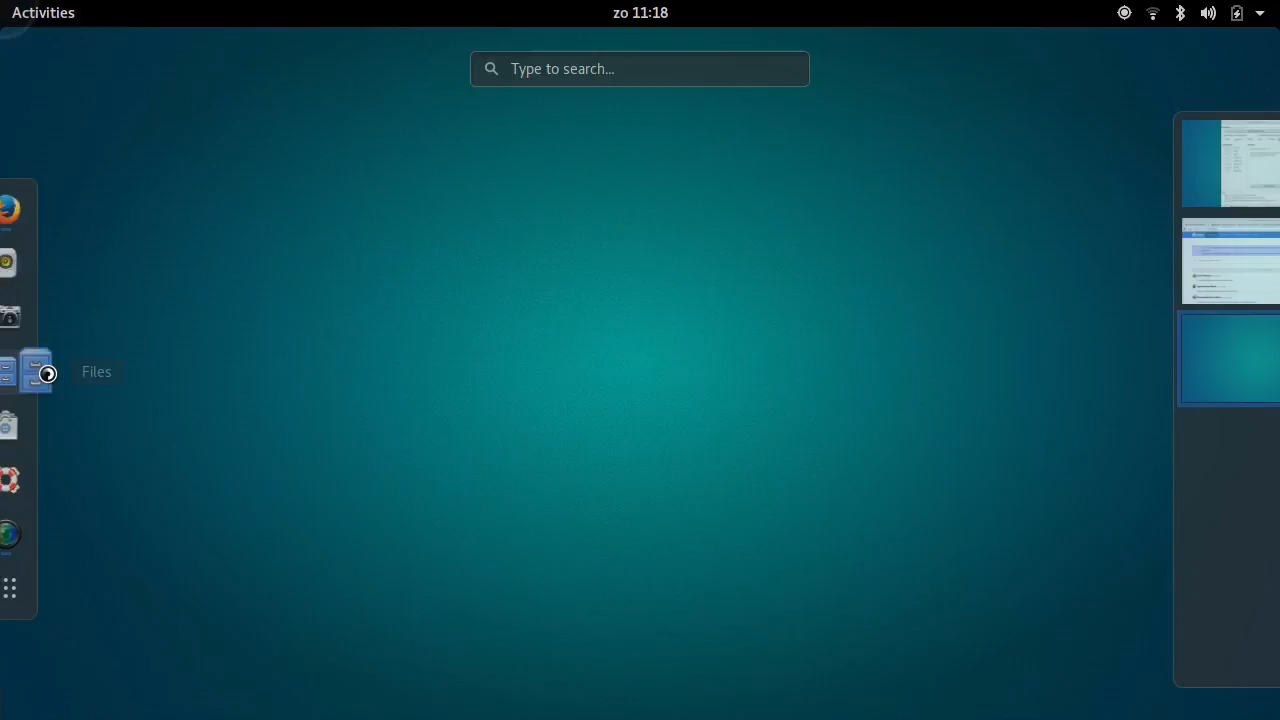 Activities
zo 11:18
Type to search...
Files